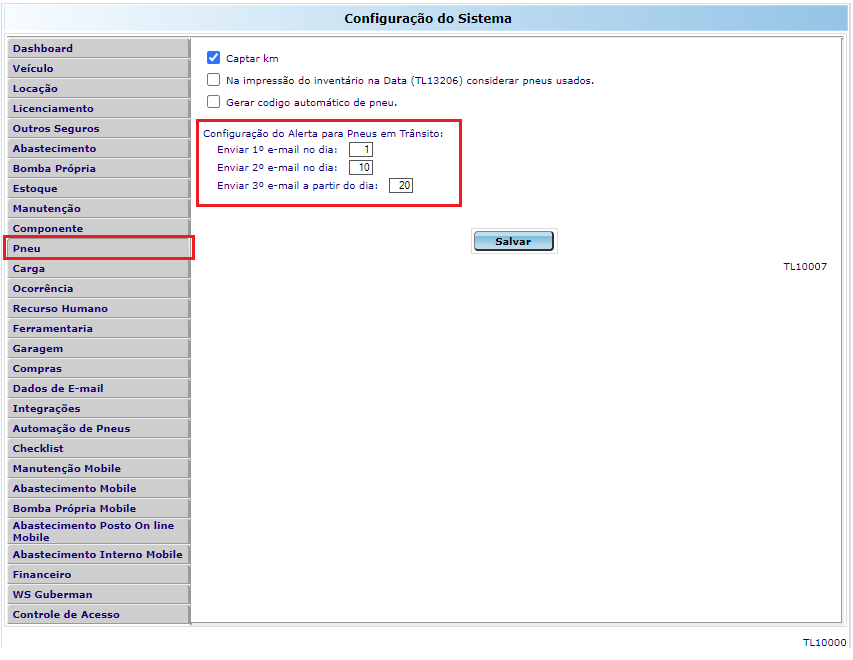 Configuração do Sistema
Dashboard
Veículo
Locação
Licenciamento
Outros Seguros
Abastecimento
Bomba Própria
Estoque
Manutenção
Componente
Pneu
Carga
Ocorrência
Recurso Humano
Ferramentaria
Garagem
Compras
Dados de E-mail
Integrações
Automação de Pneus
Checklist
Manutenção Mobile
Abastecimento Mobile
Bomba Própria Mobile
Abastecimento Posto On line
Mobile
Abastecimento Interno Mobile
Financeiro
WS Guberman
Controle de Acesso
Captar km
Na impressão do inventário na Data (TL13206) considerar pneus usados.
Gerar codigo automático de pneu.
Configuração do Alerta para Pneus em Trânsito:
Enviar 1º e-mail no dia: 1
Enviar 2º e-mail no dia: 10
Enviar 3º e-mail a partir do dia: 20
Salvar
TL10007
TL10000